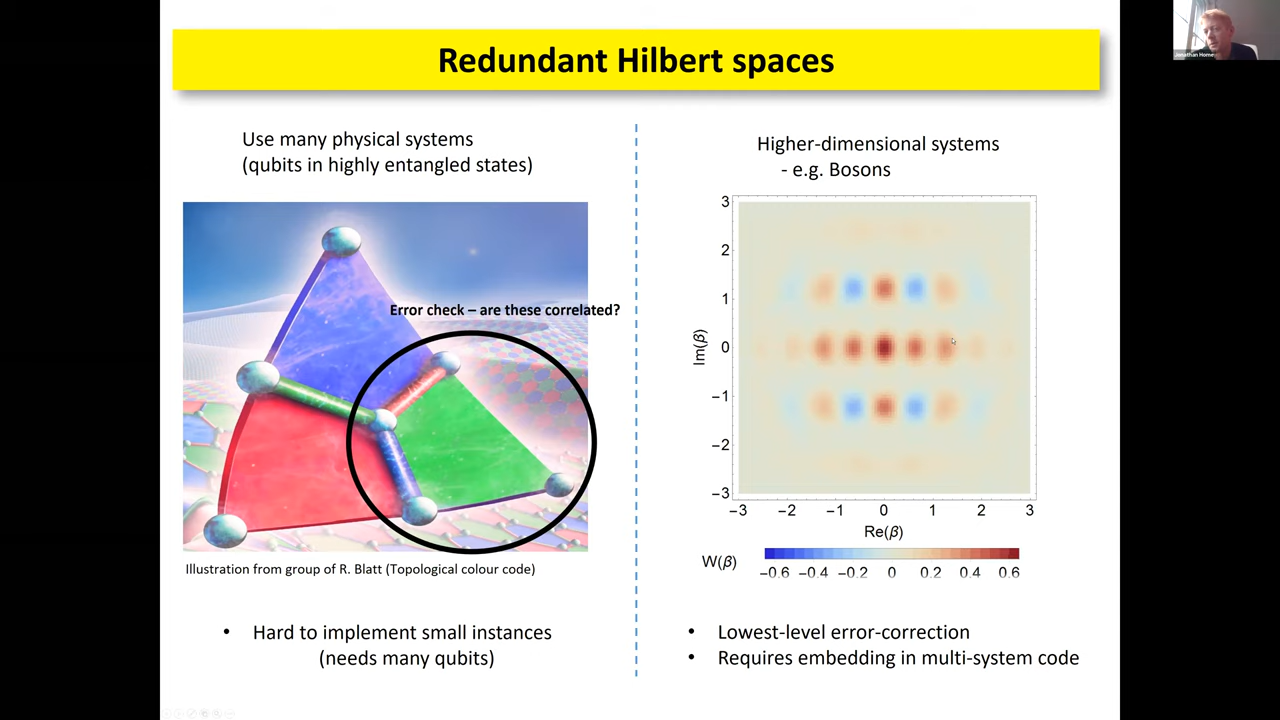 Redundant Hilbert spaces
Use many physical systems
(qubits in highly entangled states)
Error check – are these correlated?
Illustration from group of R. Blatt (Topological colour code)
• Hard to implement small instances
(needs many qubits)
Higher-dimensional systems
- e.g. Bosons
3
2
1
0
−1
−2
−3
Im(β)
−3 −2 −1 0 1 2 3
Re(β)
W(β)
−0.6 −0.4 −0.2 0 0.2 0.4 0.6
• Lowest-level error-correction
• Requires embedding in multi-system code
Jonathan Home